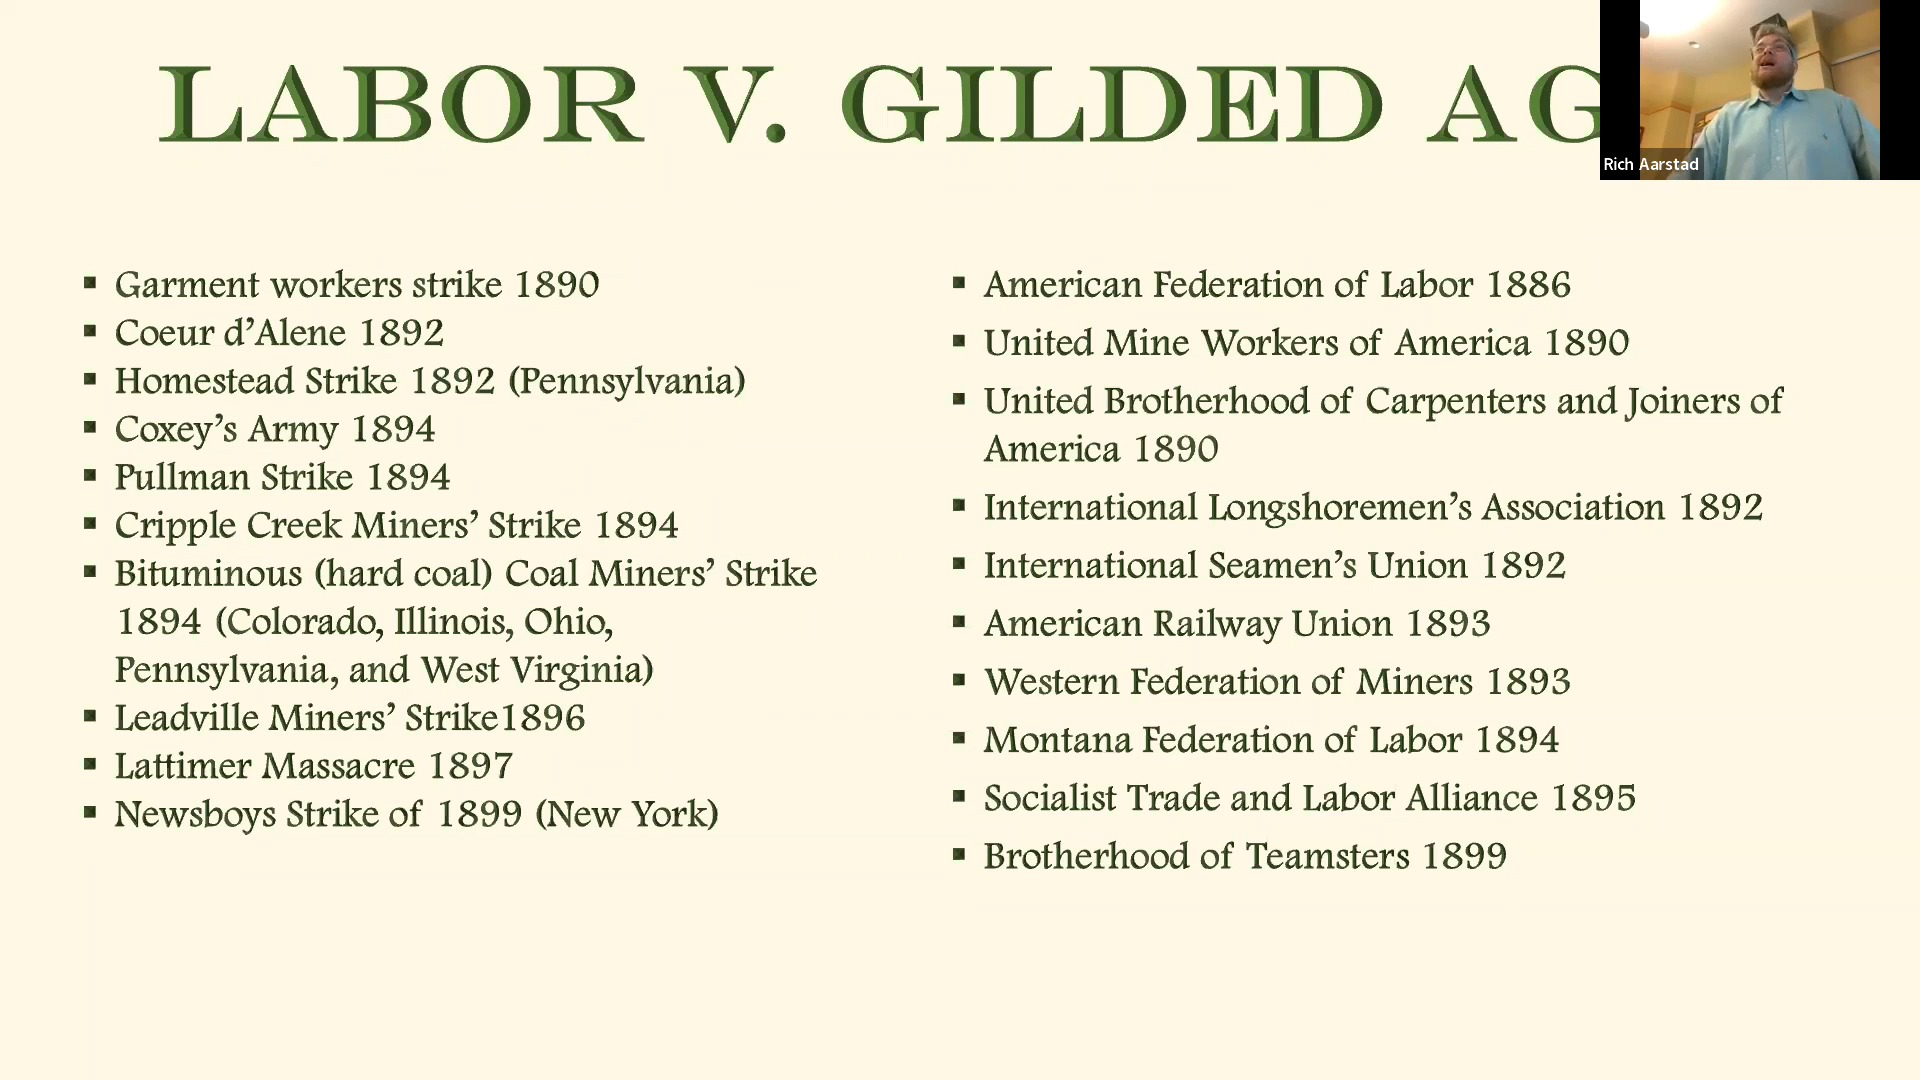 LABOR V. GILDED AG
Rich Aarstad
▪ Garment workers strike 1890
▪ Coeur d’Alene 1892
▪ Homestead Strike 1892 (Pennsylvania)
▪ Coxey’s Army 1894
▪ Pullman Strike 1894
▪ Cripple Creek Miners’ Strike 1894
▪ Bituminous (hard coal) Coal Miners’ Strike
1894 (Colorado, Illinois, Ohio,
Pennsylvania, and West Virginia)
▪ Leadville Miners’ Strike1896
▪ Lattimer Massacre 1897
▪ Newsboys Strike of 1899 (New York)
▪ American Federation of Labor 1886
▪ United Mine Workers of America 1890
▪ United Brotherhood of Carpenters and Joiners of
America 1890
▪ International Longshoremen’s Association 1892
▪ International Seamen’s Union 1892
▪ American Railway Union 1893
▪ Western Federation of Miners 1893
▪ Montana Federation of Labor 1894
▪ Socialist Trade and Labor Alliance 1895
▪ Brotherhood of Teamsters 1899